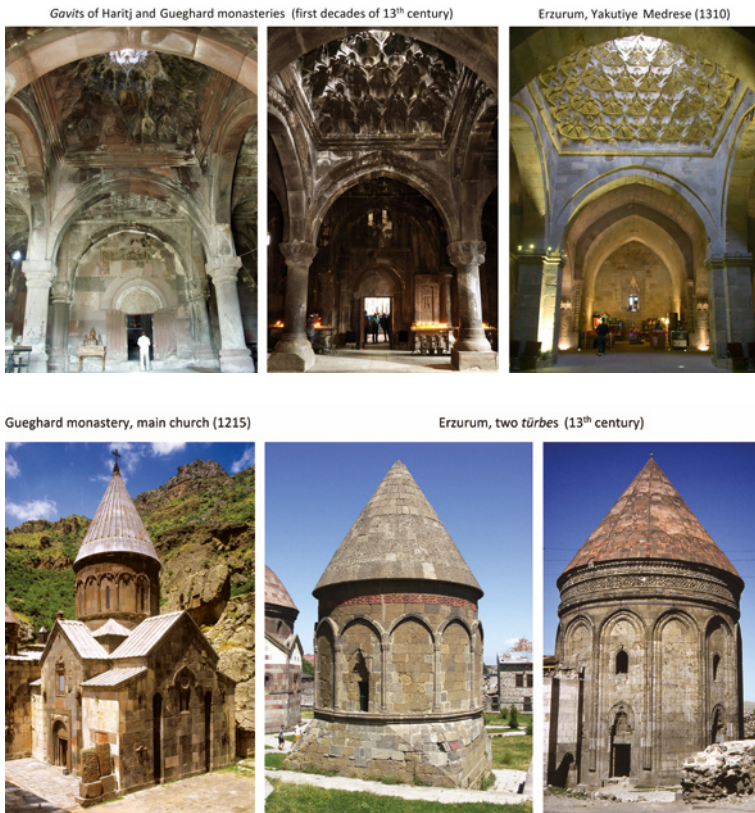 Gavits of Haritj and Gueghard monasteries (first decades of 13th century)
Erzurum, Yakutiye Medrese (1310)
Gueghard monastery, main church (1215)
Erzurum, two türbes (13th century)